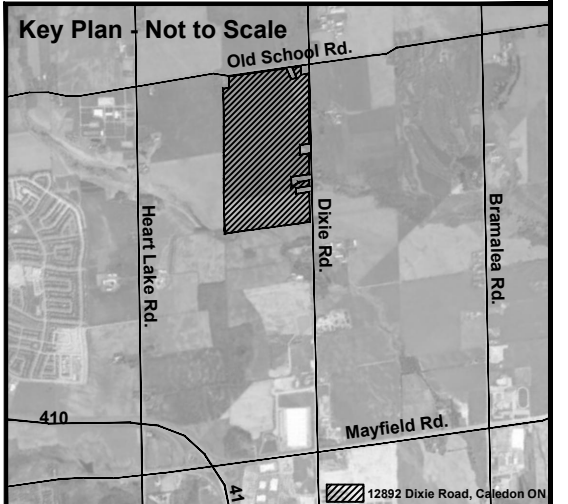 Key Plan - Not to Scale
Old School Rd.
Heart Lake Rd.
Dixie Rd.
Bramalea Rd.
410
Mayfield Rd.
41
12892 Dixie Road, Caledon ON